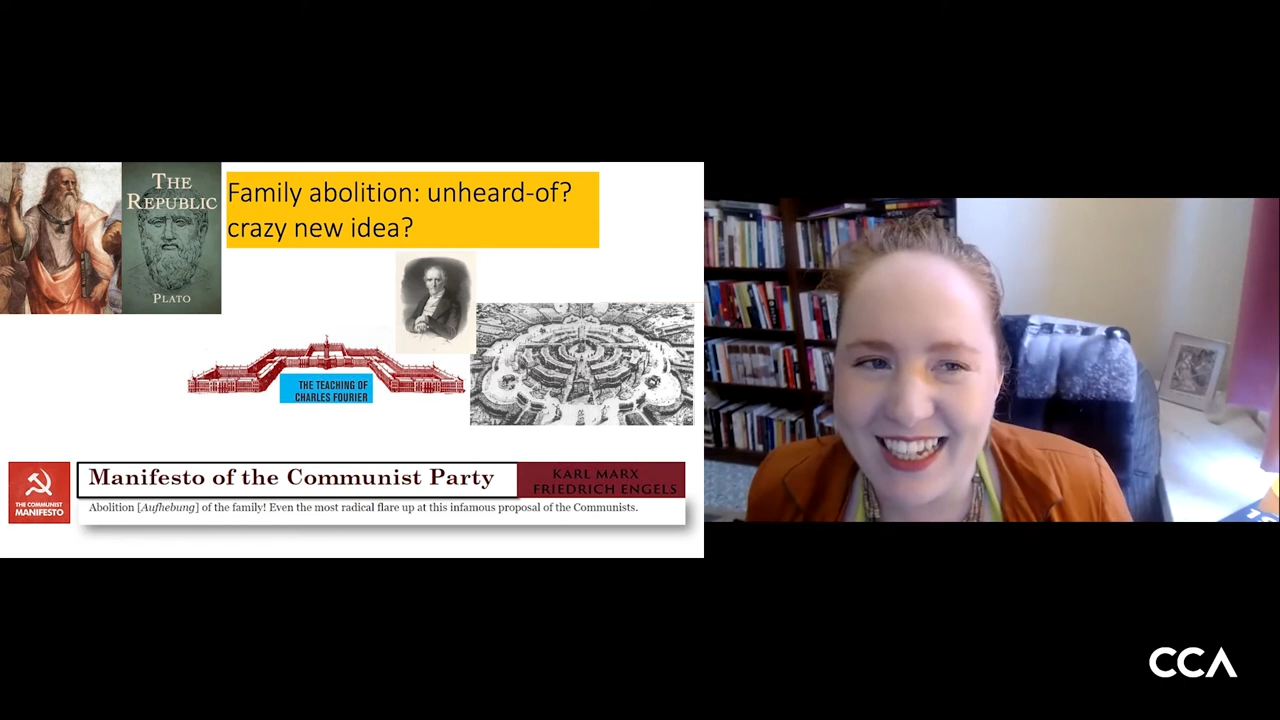 THE
REPUBLIC
PLATO
Family abolition: unheard-of?
crazy new idea?
THE TEACHING OF
CHARLES FOURIER
THE COMMUNIST
MANIFESTO
Manifesto of the Communist Party
KARL MARX
FRIEDRICH ENGELS
Abolition [Aufhebung] of the family! Even the most radical flare up at this infamous proposal of the Communists.
CCA